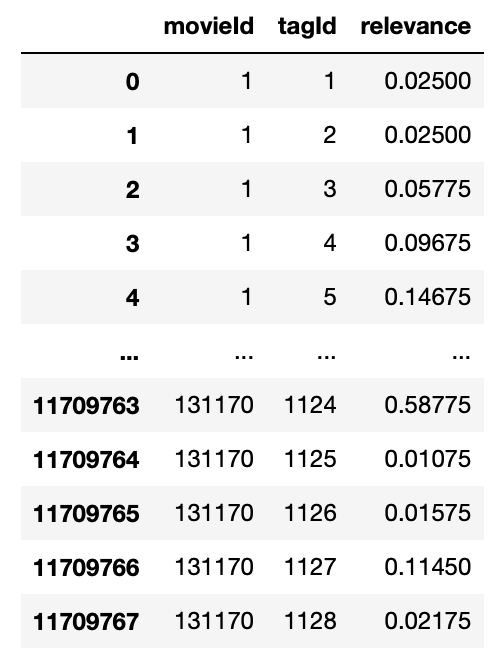 movieId tagId relevance
0 1 1 0.02500
1 1 2 0.02500
2 1 3 0.05775
3 1 4 0.09675
4 1 5 0.14675
... ... ... ...
11709763 131170 1124 0.58775
11709764 131170 1125 0.01075
11709765 131170 1126 0.01575
11709766 131170 1127 0.11450
11709767 131170 1128 0.02175